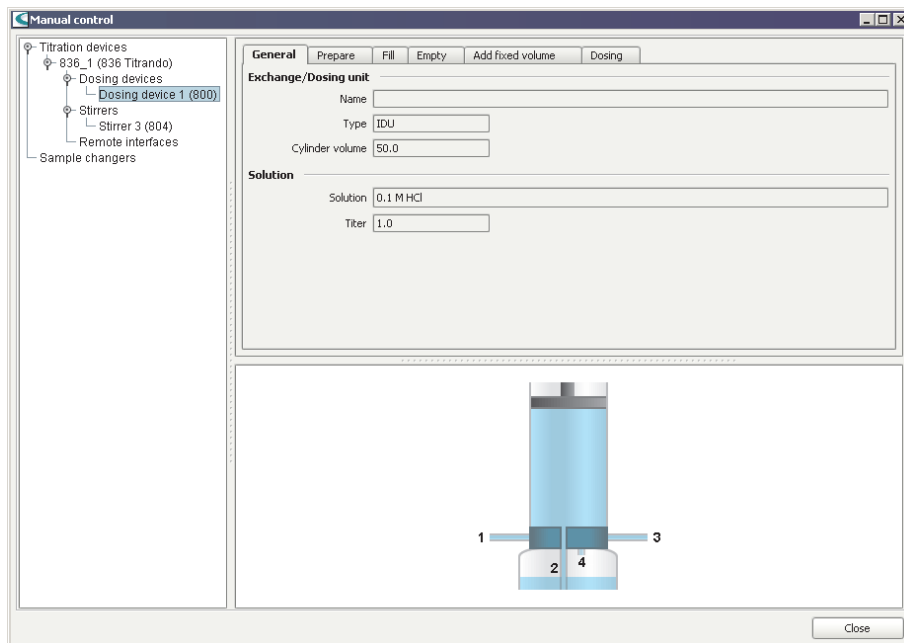 Manual control
Titration devices
836_1 (836 Titrando)
Dosing devices
Dosing device 1 (800)
Stirrers
Stirrer 3 (804)
Remote interfaces
Sample changers
General Prepare Fill Empty Add fixed volume Dosing
Exchange/Dosing unit
Name
Type IDU
Cylinder volume 50.0
Solution
Solution 0.1 M HCl
Titer 1.0
1 3
2 4
Close